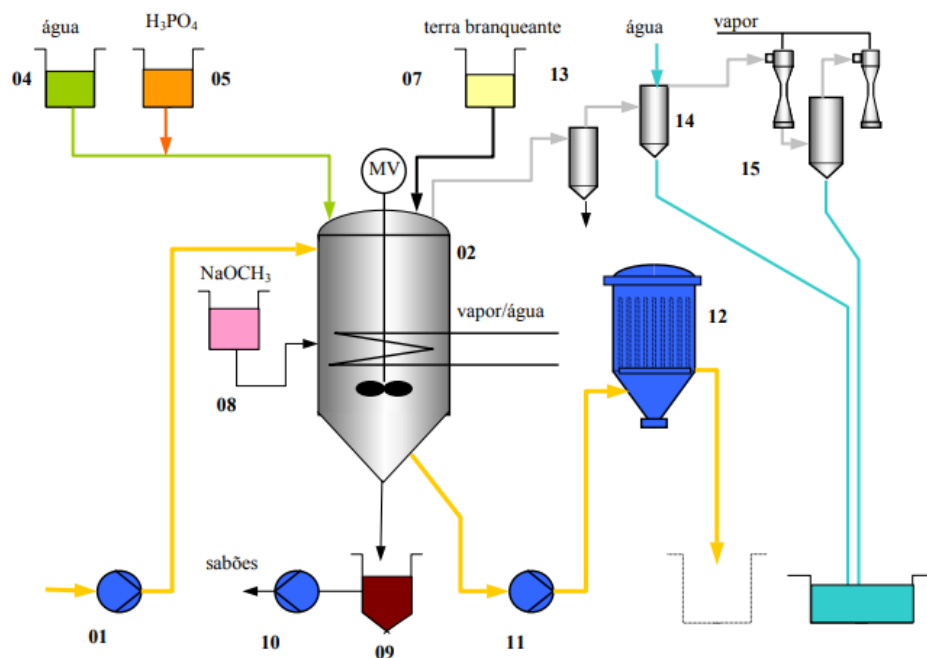 água
H₃PO₄
terra branqueante
água
vapor
04
05
07
13
14
15
MV
02
NaOCH₃
vapor/água
12
08
sabões
01
10
09
11